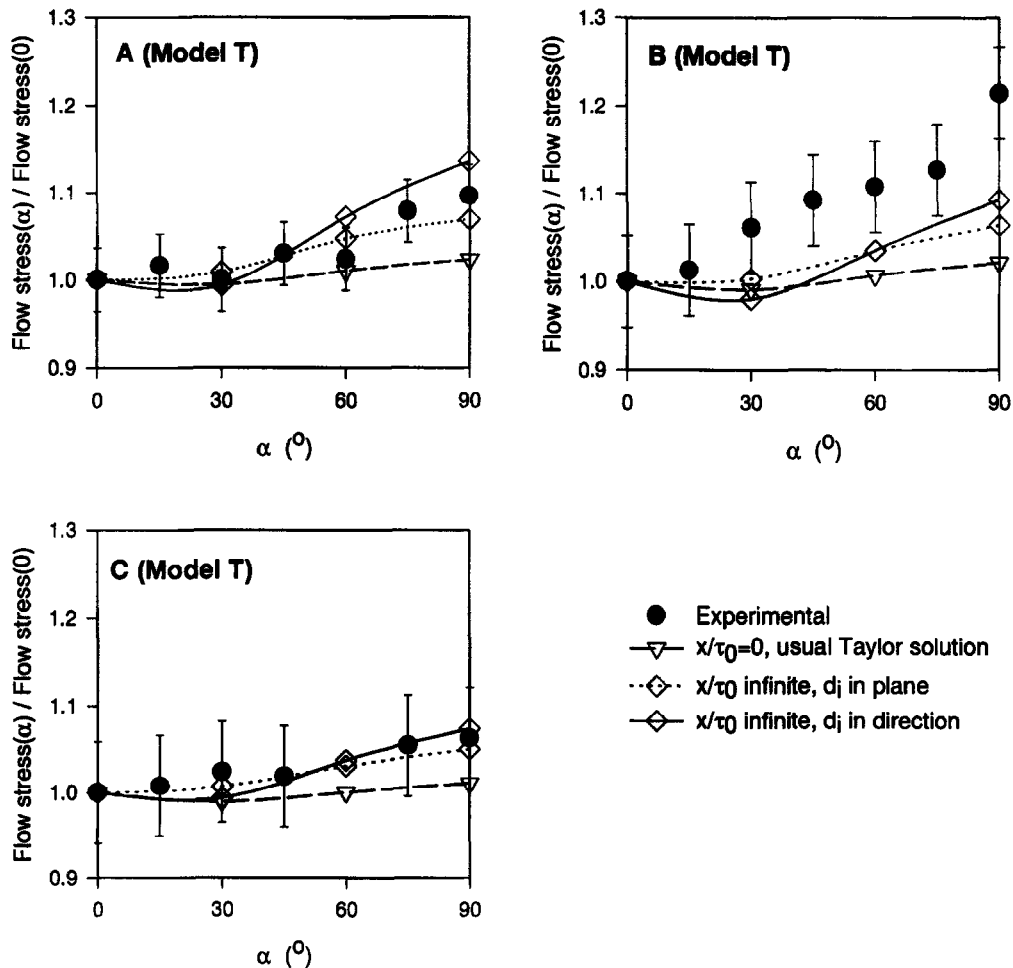 A (Model T)
Flow stress(α) / Flow stress(0)
1.3
1.2
1.1
1.0
0.9
0
30
60
90
α (º)
B (Model T)
Flow stress(α) / Flow stress(0)
1.3
1.2
1.1
1.0
0.9
0
30
60
90
α (º)
C (Model T)
Flow stress(α) / Flow stress(0)
1.3
1.2
1.1
1.0
0.9
0
30
60
90
α (º)
Experimental
x/τ0=0, usual Taylor solution
x/τ0 infinite, di in plane
x/τ0 infinite, di in direction